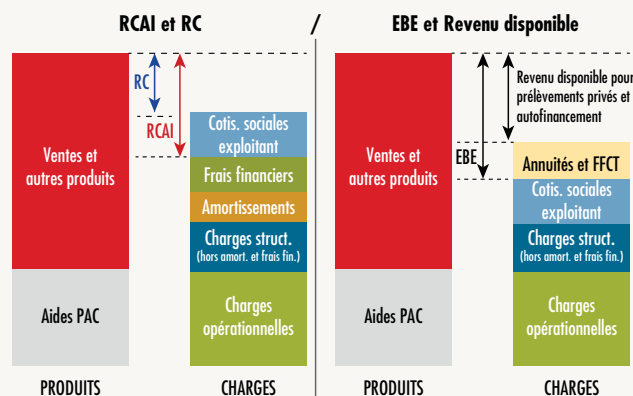 RCAI et RC / EBE et Revenu disponible
RC
RCAI
Ventes et
autres produits
Aides PAC
PRODUITS
Cotis. sociales
exploitant
Frais financiers
Amortissements
Charges struct.
(hors amort. et frais fin.)
Charges
opérationnelles
CHARGES
Ventes et
autres produits
Aides PAC
PRODUITS
EBE
Revenu disponible pour
prélèvements privés et
autofinancement
Annuités et FFCT
Cotis. sociales
exploitant
Charges struct.
(hors amort. et frais fin.)
Charges
opérationnelles
CHARGES